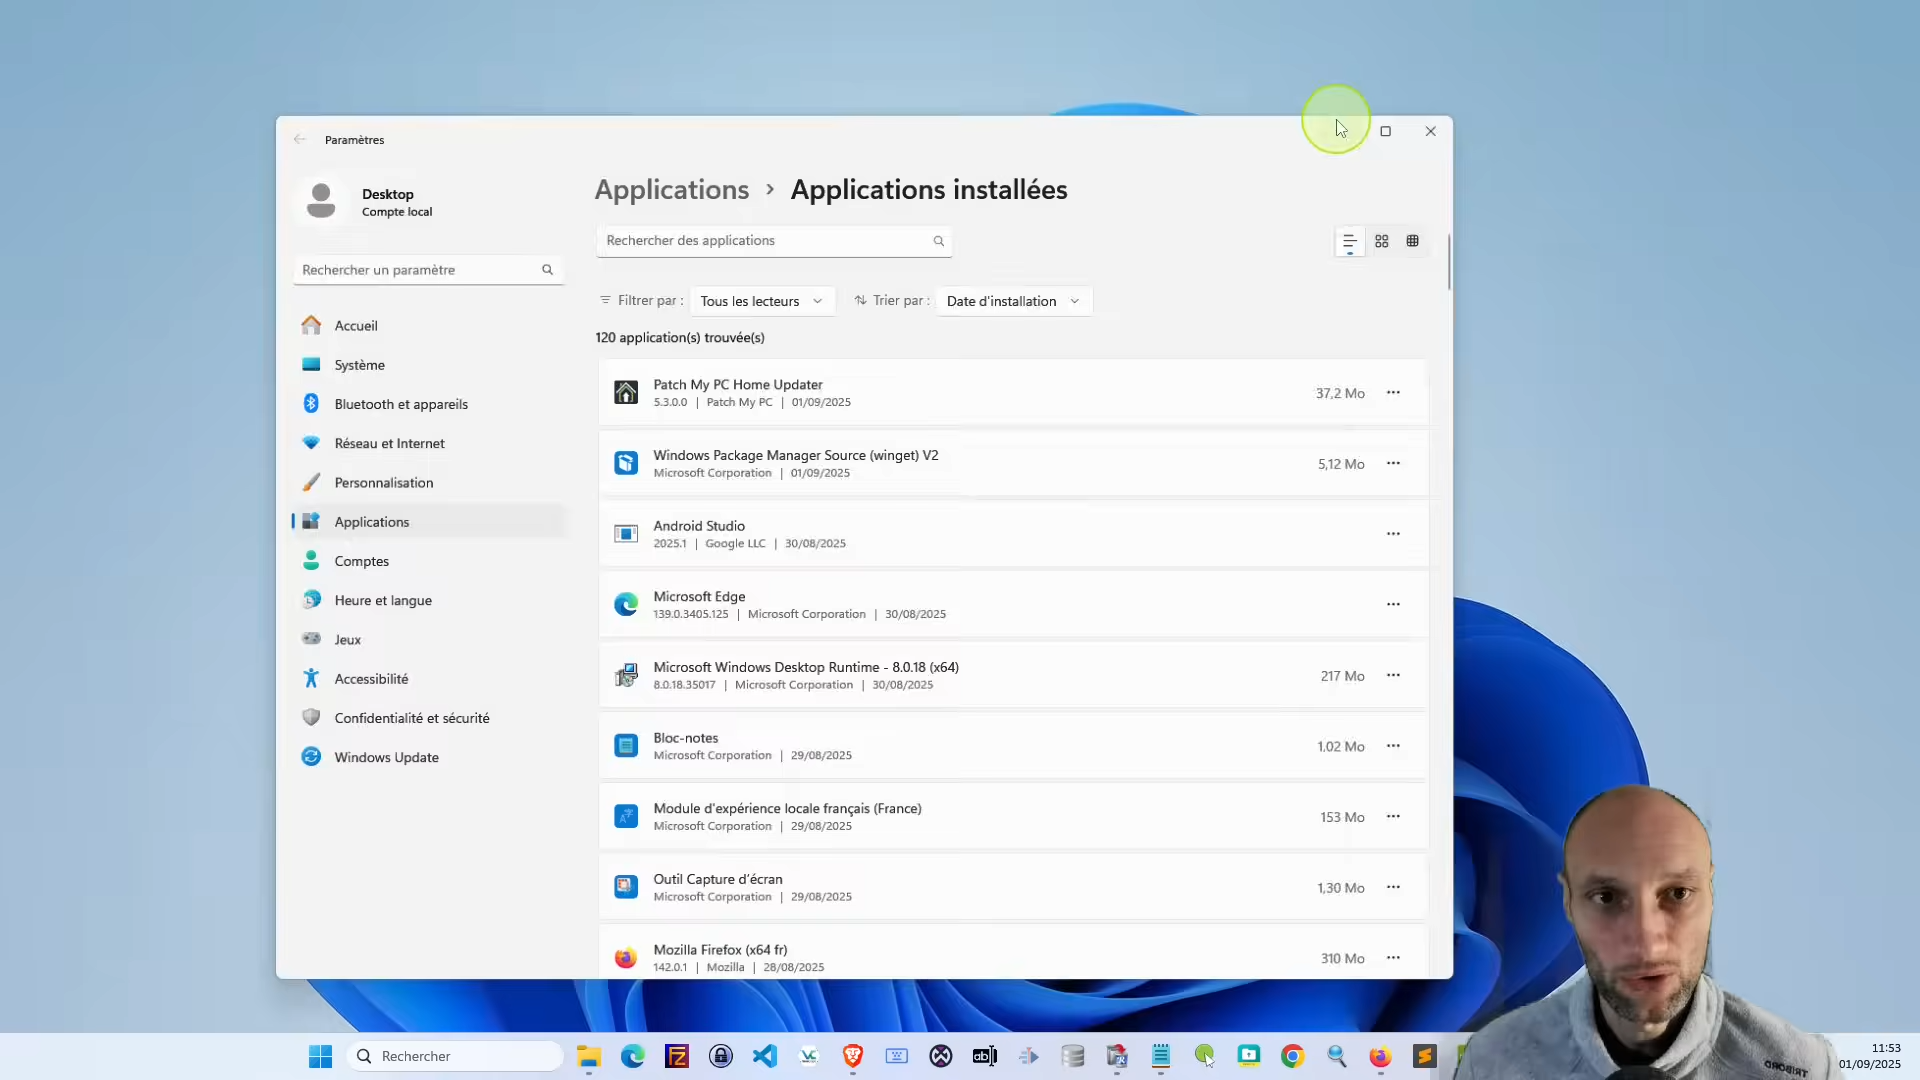 Paramètres
Desktop
Compte local
Rechercher un paramètre
Accueil
Système
Bluetooth et appareils
Réseau et Internet
Personnalisation
Applications
Comptes
Heure et langue
Jeux
Accessibilité
Confidentialité et sécurité
Windows Update
Applications › Applications installées
Rechercher des applications
Filtrer par : Tous les lecteurs Trier par : Date d'installation
120 application(s) trouvée(s)
Patch My PC Home Updater
5.3.0.0 | Patch My PC | 01/09/2025
37,2 Mo
Windows Package Manager Source (winget) V2
Microsoft Corporation | 01/09/2025
5,12 Mo
Android Studio
2025.1 | Google LLC | 30/08/2025
Microsoft Edge
139.0.3405.125 | Microsoft Corporation | 30/08/2025
Microsoft Windows Desktop Runtime - 8.0.18 (x64)
8.0.18.35017 | Microsoft Corporation | 30/08/2025
217 Mo
Bloc-notes
Microsoft Corporation | 29/08/2025
1,02 Mo
Module d'expérience locale français (France)
Microsoft Corporation | 29/08/2025
153 Mo
Outil Capture d'écran
Microsoft Corporation | 29/08/2025
1,30 Mo
Mozilla Firefox (x64 fr)
142.0.1 | Mozilla | 28/08/2025
310 Mo
Rechercher
11:53
01/09/2025